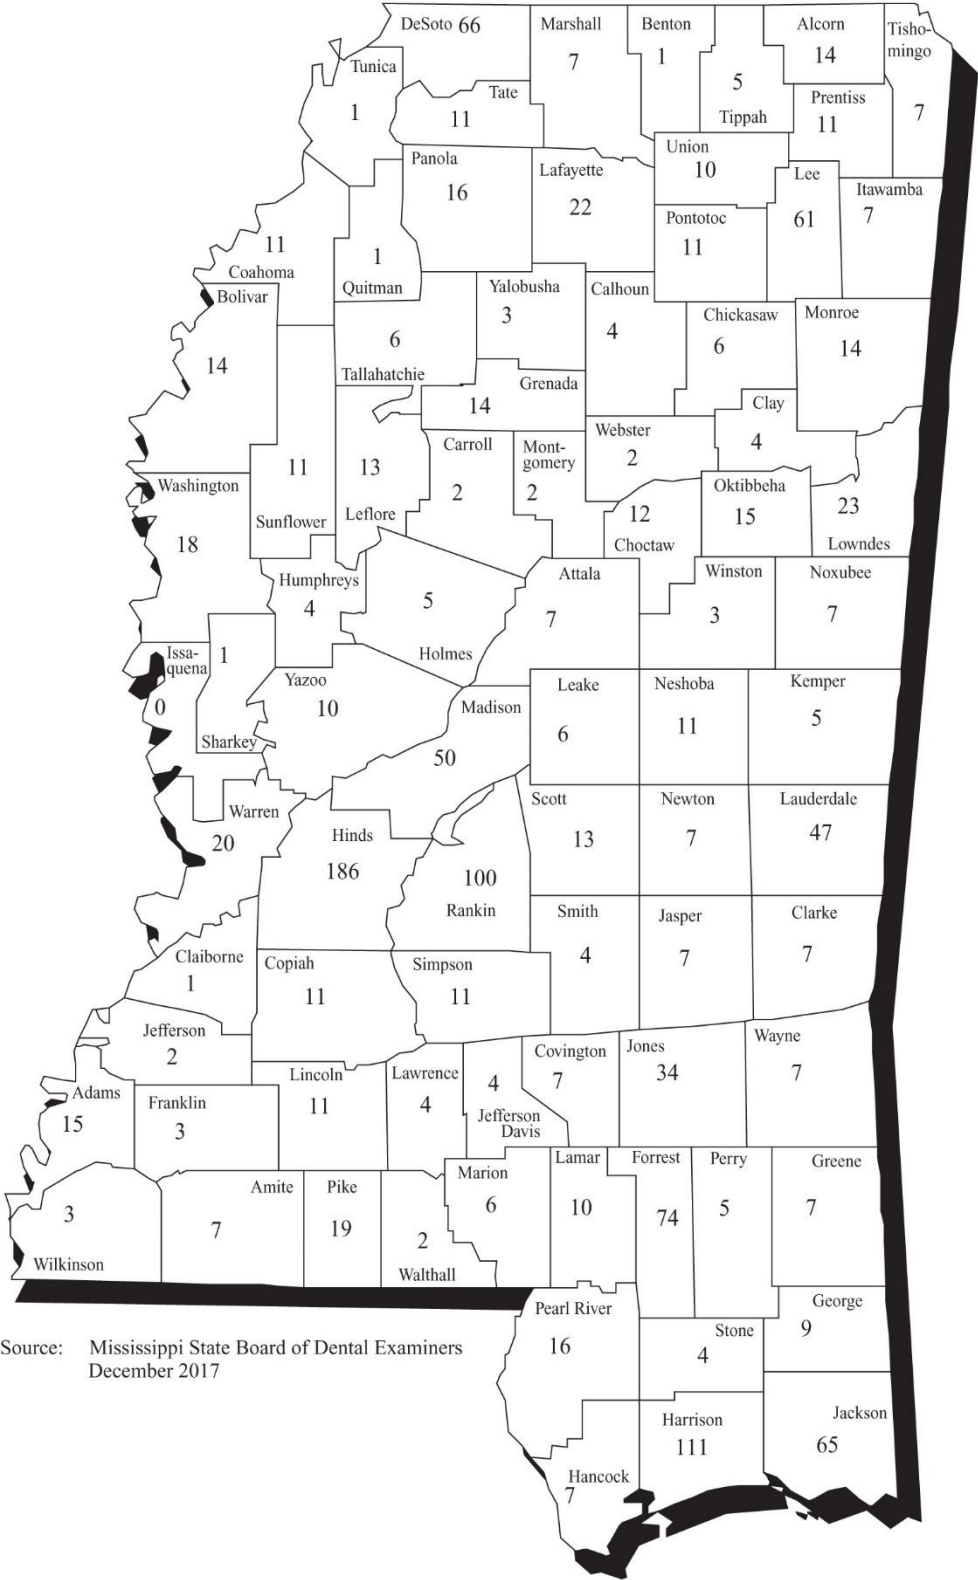 DeSoto 66
Marshall
7
Benton
1
Alcorn
14
Tisho-
mingo
7
Tunica
1
Tate
11
5
Tippah
Prentiss
11
Panola
16
Lafayette
22
Union
10
Lee
61
Itawamba
7
Pontotoc
11
11
Coahoma
1
Quitman
Bolivar
14
Yalobusha
3
Calhoun
4
Chickasaw
6
Monroe
14
6
Tallahatchie
Grenada
14
Clay
4
11
Sunflower
13
Leflore
Carroll
2
Mont-
gomery
2
Webster
2
Washington
18
12
Choctaw
Oktibbeha
15
23
Lowndes
Humphreys
4
5
Holmes
Attala
7
Winston
3
Noxubee
7
Issa-
quena
0
1
Sharkey
Yazoo
10
Madison
50
Leake
6
Neshoba
11
Kemper
5
Warren
20
Hinds
186
100
Rankin
Scott
13
Newton
7
Lauderdale
47
Smith
4
Jasper
7
Clarke
7
Claiborne
1
Copiah
11
Simpson
11
Jefferson
2
Lincoln
11
Lawrence
4
4
Jefferson
Davis
Covington
7
Jones
34
Wayne
7
Adams
15
Franklin
3
3
Wilkinson
Amite
7
Pike
19
2
Walthall
Marion
6
Lamar
10
Forrest
74
Perry
5
Greene
7
Pearl River
16
Stone
4
George
9
Harrison
111
Jackson
65
Hancock
7
Source: Mississippi State Board of Dental Examiners
December 2017